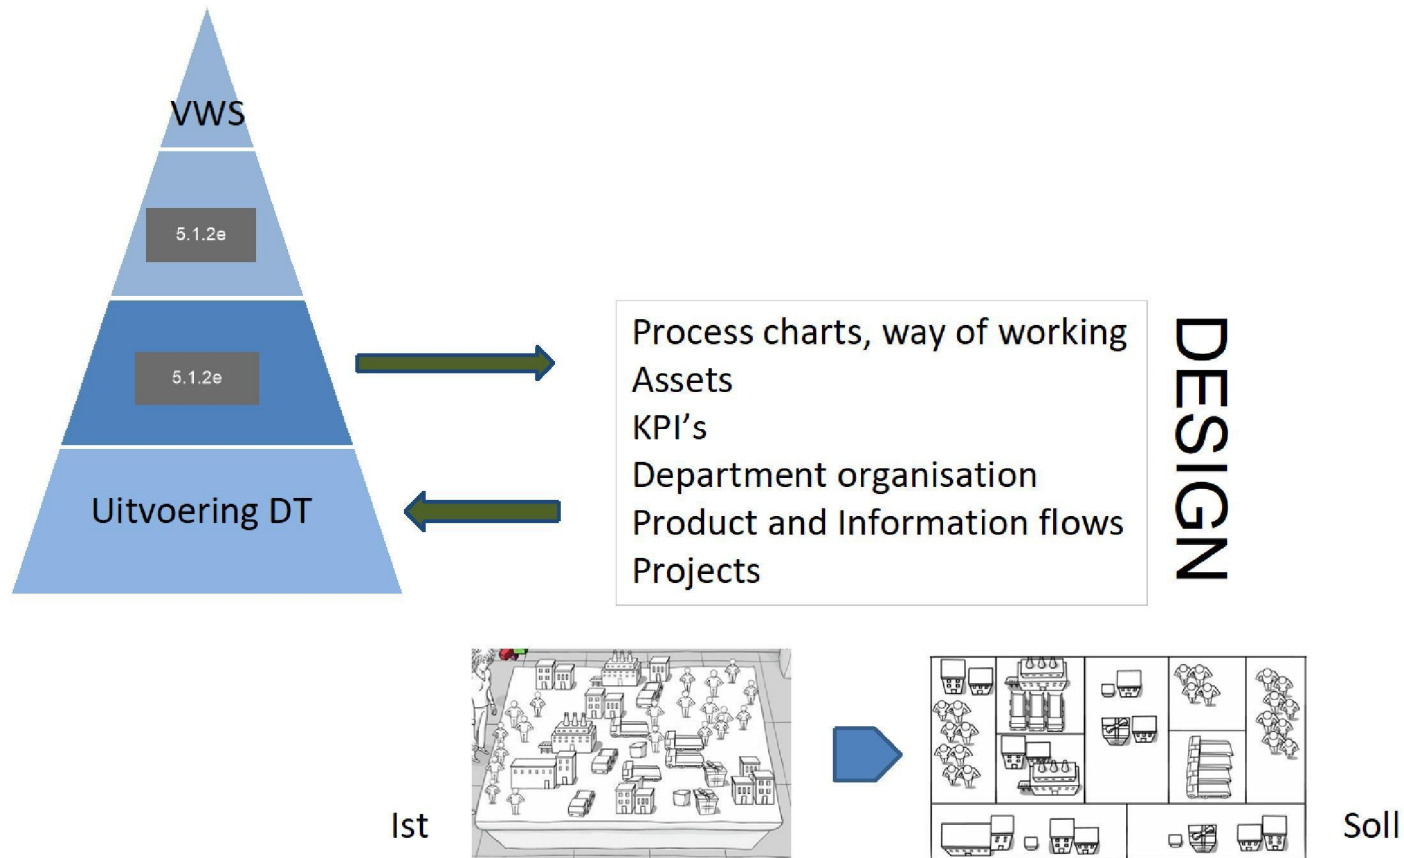 VWS
5.1.2e
5.1.2e
Uitvoering DT
Process charts, way of working
Assets
KPI’s
Department organisation
Product and Information flows
Projects
DESIGN
Ist
Soll